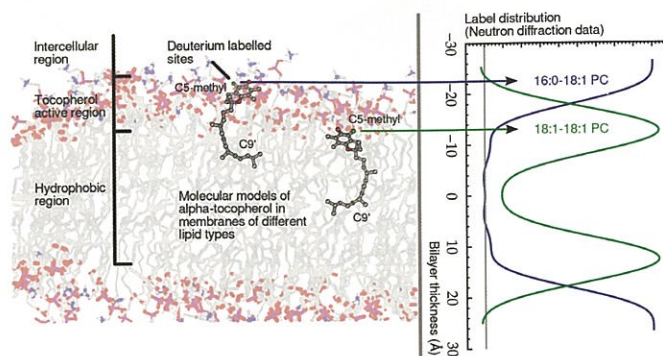 Label distribution
(Neutron diffraction data)
Intercellular
region
Deuterium labelled
sites
C5-methyl
Tocopherol
active region
C9'
C5-methyl
Hydrophobic
region
Molecular models of
alpha-tocopherol in
membranes of different
lipid types
C9'
16:0-18:1 PC
18:1-18:1 PC
-30
-20
-10
0
10
20
30
Bilayer thickness (Å)